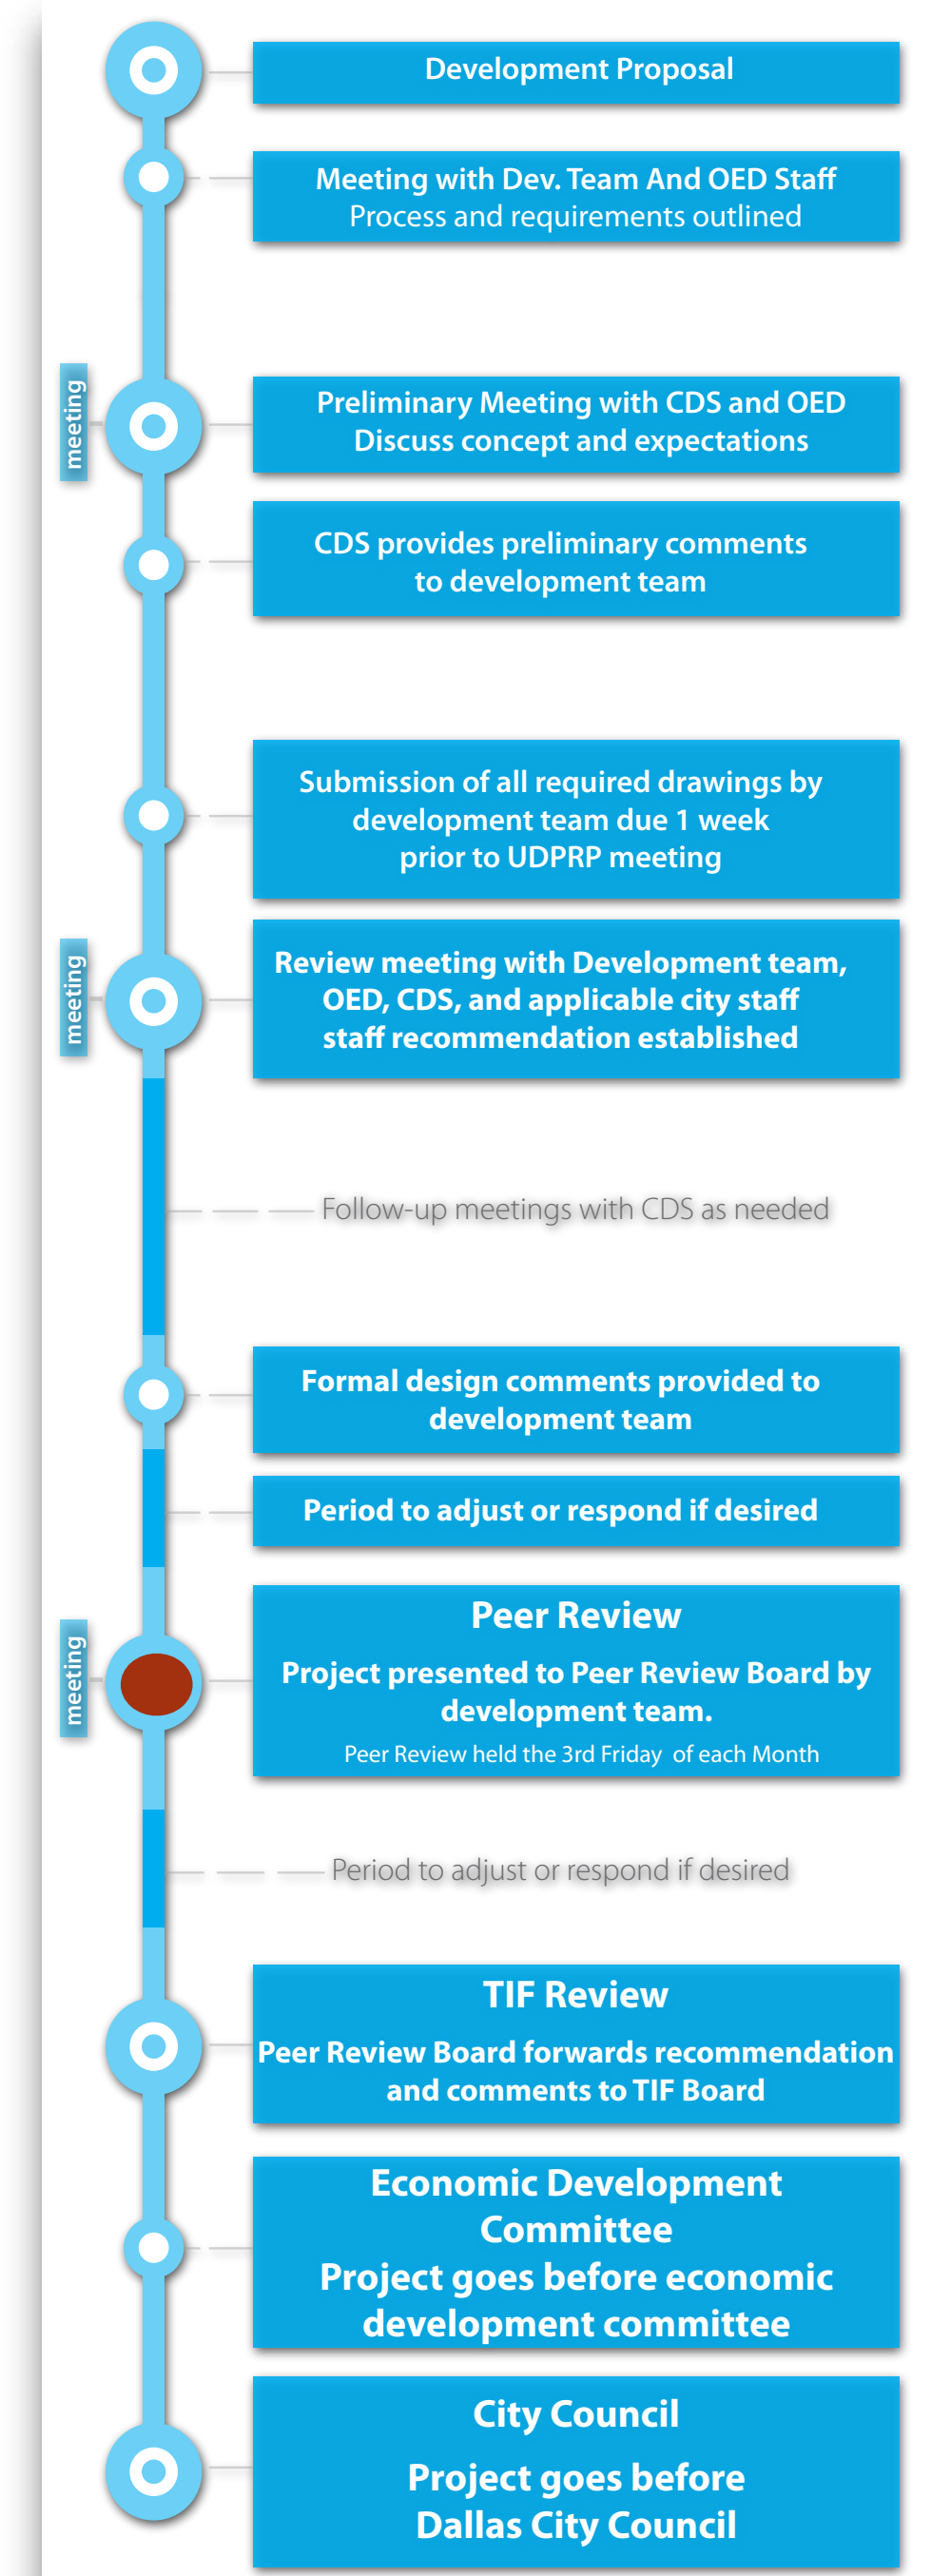 Development Proposal
Meeting with Dev. Team And OED Staff
Process and requirements outlined
meeting
Preliminary Meeting with CDS and OED
Discuss concept and expectations
CDS provides preliminary comments
to development team
Submission of all required drawings by
development team due 1 week
prior to UDPRP meeting
meeting
Review meeting with Development team,
OED, CDS, and applicable city staff
staff recommendation established
Follow-up meetings with CDS as needed
Formal design comments provided to
development team
Period to adjust or respond if desired
meeting
Peer Review
Project presented to Peer Review Board by
development team.
Peer Review held the 3rd Friday of each Month
Period to adjust or respond if desired
TIF Review
Peer Review Board forwards recommendation
and comments to TIF Board
Economic Development
Committee
Project goes before economic
development committee
City Council
Project goes before
Dallas City Council